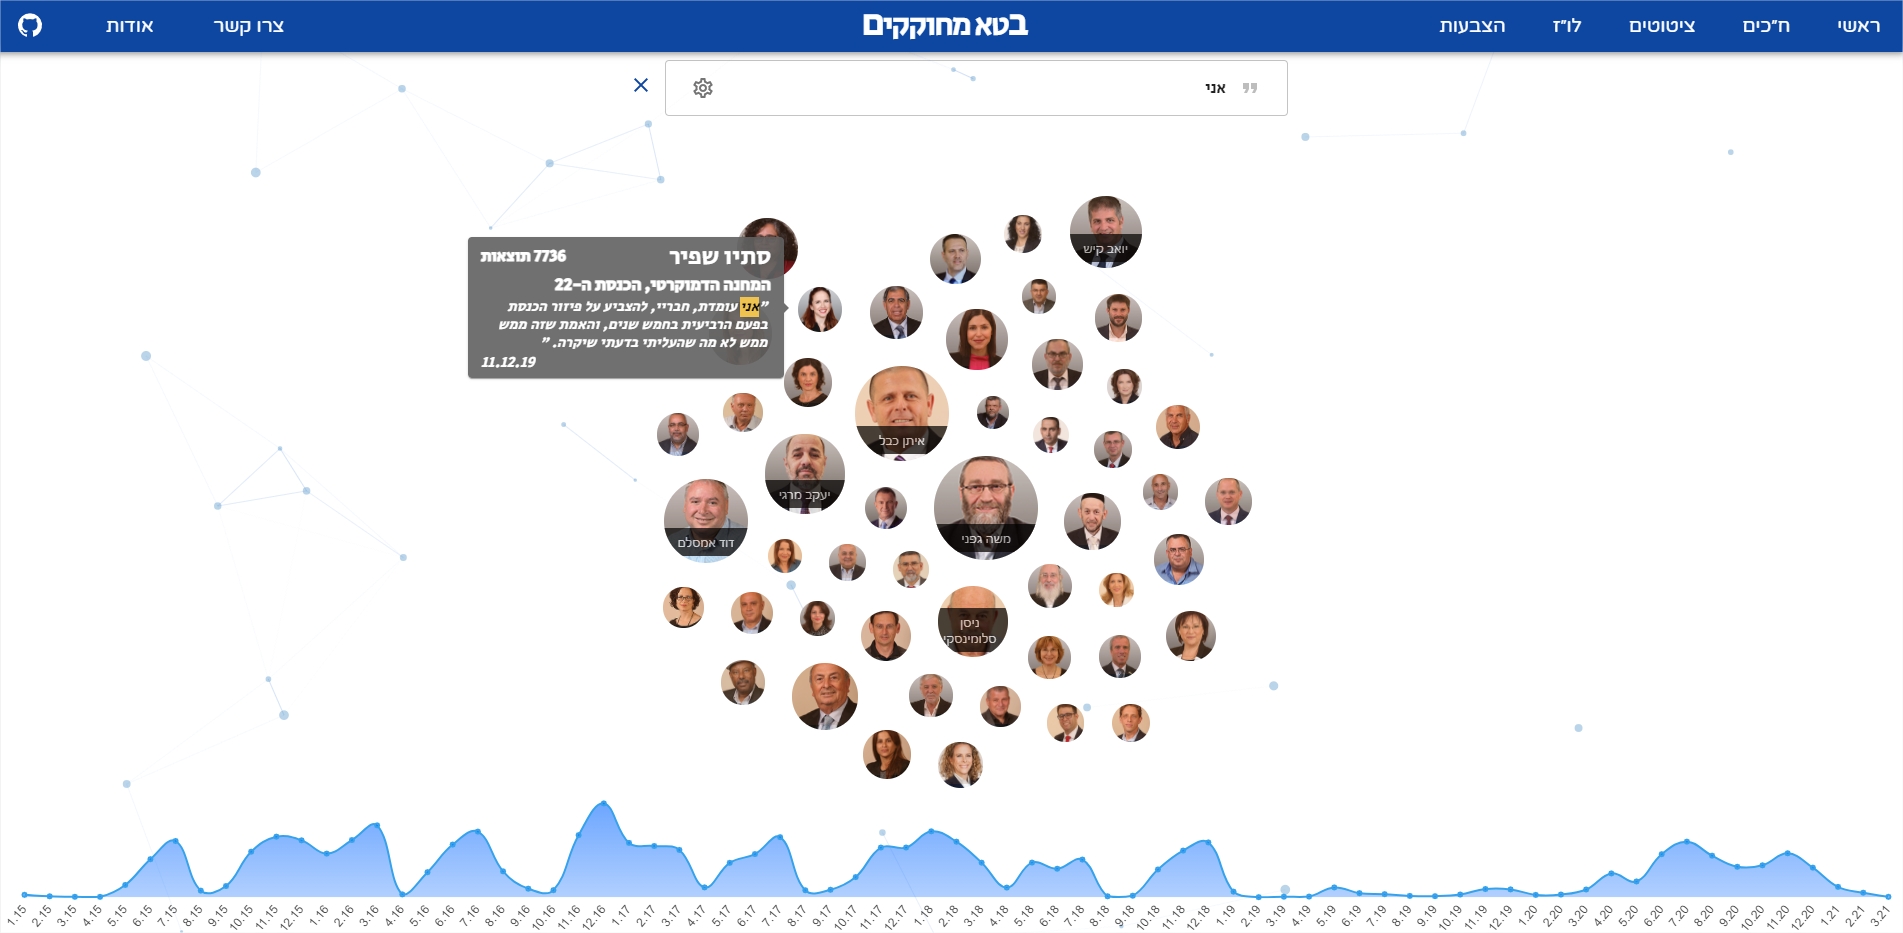 ראשי
ח"כים
ציטוטים
לו"ז
הצבעות
בטא מחוקקים
צרו קשר
אודות
אני
יואב קיש
סתיו שפיר
7736 תוצאות
המחנה הדמוקרטי, הכנסת ה-22
"אני עומדת, חבריי, להצביע על פיזור הכנסת
בפעם הרביעית בחמש שנים, והאמת שזה ממש
ממש לא מה שהעליתי בדעתי שיקרה. "
11.12.19
איתן כבל
יעקב מרגי
דוד אמסלם
משה גפני
ניסן
סלומינסקי
1.15 2.15 3.15 4.15 5.15 6.15 7.15 8.15 9.15 10.15 11.15 12.15 1.16 2.16 3.16 4.16 5.16 6.16 7.16 8.16 9.16 10.16 11.16 12.16 1.17 2.17 3.17 4.17 5.17 6.17 7.17 8.17 9.17 10.17 11.17 12.17 1.18 2.18 3.18 4.18 5.18 6.18 7.18 8.18 9.18 10.18 11.18 12.18 1.19 2.19 3.19 4.19 5.19 6.19 7.19 8.19 9.19 10.19 11.19 12.19 1.20 2.20 3.20 4.20 5.20 6.20 7.20 8.20 9.20 10.20 11.20 12.20 1.21 2.21 3.21